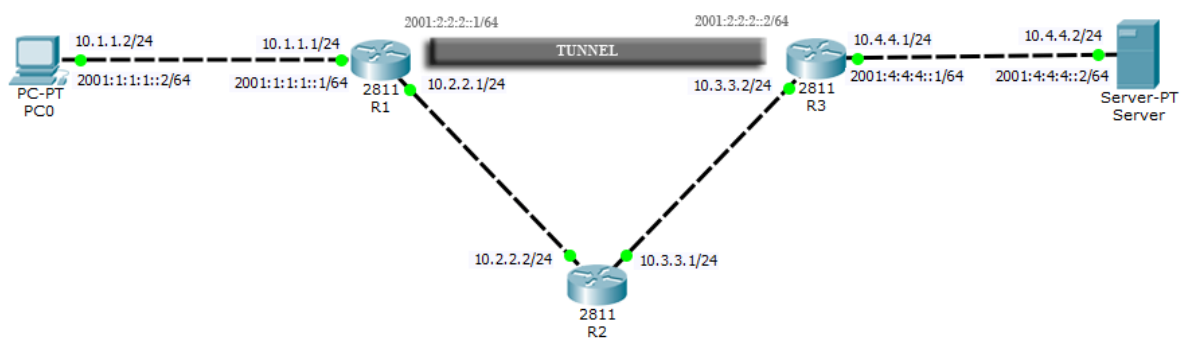 2001:2:2:2::1/64
2001:2:2:2::2/64
10.1.1.2/24
10.1.1.1/24
TUNNEL
10.4.4.1/24
10.4.4.2/24
2001:1:1:1::2/64
2001:1:1:1::1/64
10.2.2.1/24
10.3.3.2/24
2001:4:4:4::1/64
2001:4:4:4::2/64
PC-PT
PC0
2811
R1
2811
R3
Server-PT
Server
10.2.2.2/24
10.3.3.1/24
2811
R2